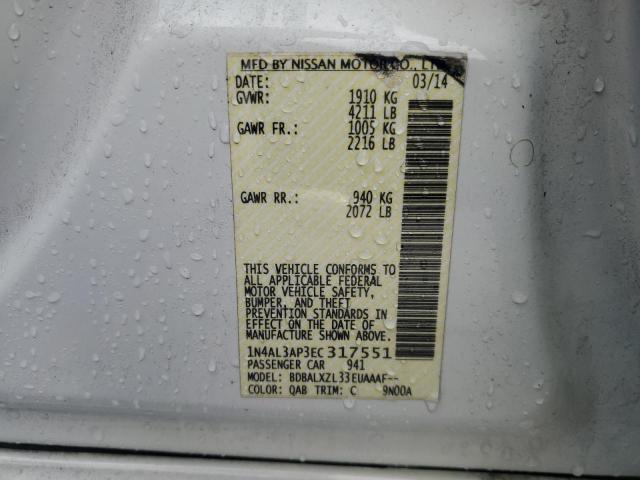 MFD BY NISSAN MOTOR CO., LTD.
DATE: 03/14
GVWR: 1910 KG
4211 LB
GAWR FR.: 1005 KG
2216 LB
GAWR RR.: 940 KG
2072 LB
THIS VEHICLE CONFORMS TO
ALL APPLICABLE FEDERAL
MOTOR VEHICLE SAFETY,
BUMPER, AND THEFT
PREVENTION STANDARDS
IN EFFECT ON THE DATE OF
MANUFACTURE SHOWN ABOVE.
1N4AL3AP3EC317551
PASSENGER CAR 941
MODEL: BDBALXZL33EUAAAF--
COLOR: QAB TRIM: C 9N00A